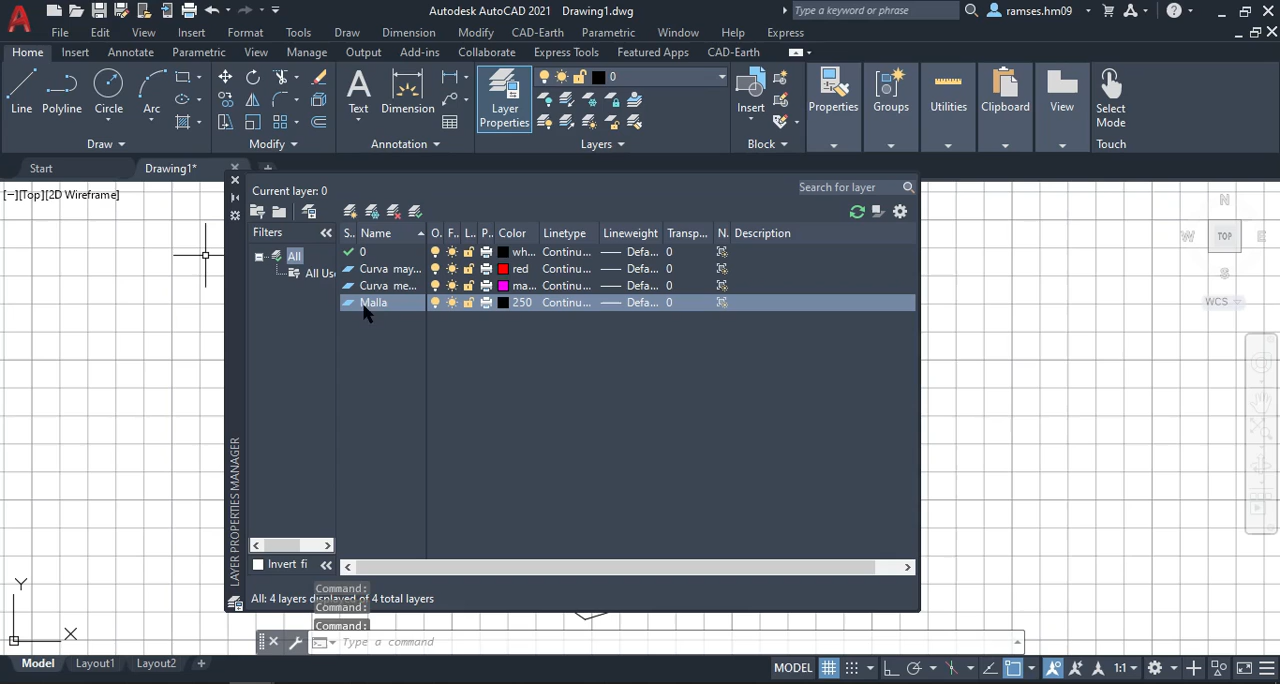 Autodesk AutoCAD 2021 Drawing1.dwg Type a keyword or phrase ramses.hm09
File Edit View Insert Format Tools Draw Dimension Modify CAD-Earth Parametric Window Help Express
Home Insert Annotate Parametric View Manage Output Add-ins Collaborate Express Tools Featured Apps CAD-Earth
0
Line Polyline Circle Arc Text Dimension Layer Properties Insert Properties Groups Utilities Clipboard View Select Mode
Draw Modify Annotation Layers Block Touch
Start Drawing1*
[−][Top][2D Wireframe]
Current layer: 0 Search for layer
Filters
S.. Name O. F.. L.. P.. Color Linetype Lineweight Transp... N. Description
All
All Us
0 wh... Continu... Defa... 0
Curva may... red Continu... Defa... 0
Curva me... ma... Continu... Defa... 0
Malla 250 Continu... Defa... 0
Invert fi
All: 4 layers displayed of 4 total layers
LAYER PROPERTIES MANAGER
N
W TOP E
S
WCS
Y
X
Command:
Command:
Command:
Type a command
Model Layout1 Layout2 + MODEL 1:1